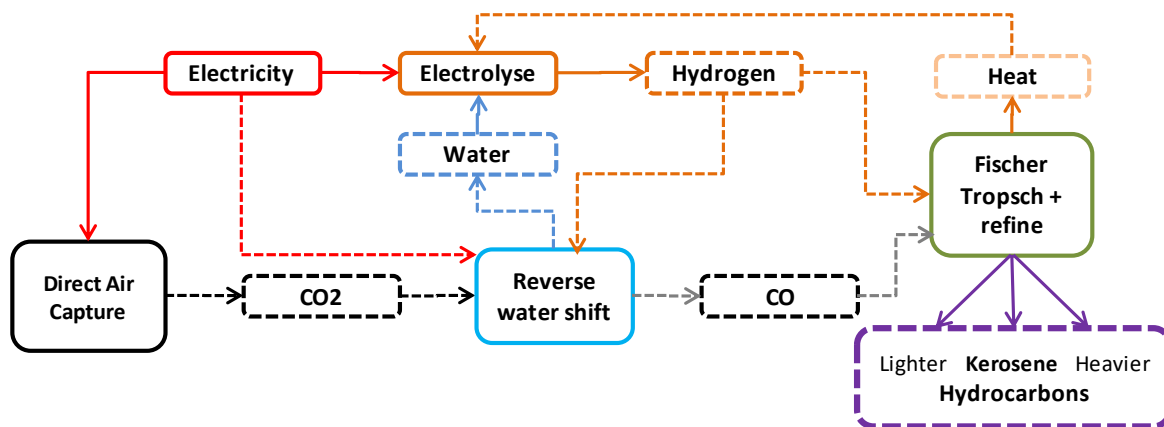 Electricity
Electrolyse
Hydrogen
Heat
Water
Fischer
Tropsch +
refine
Direct Air
Capture
CO2
Reverse
water shift
CO
Lighter Kerosene Heavier
Hydrocarbons